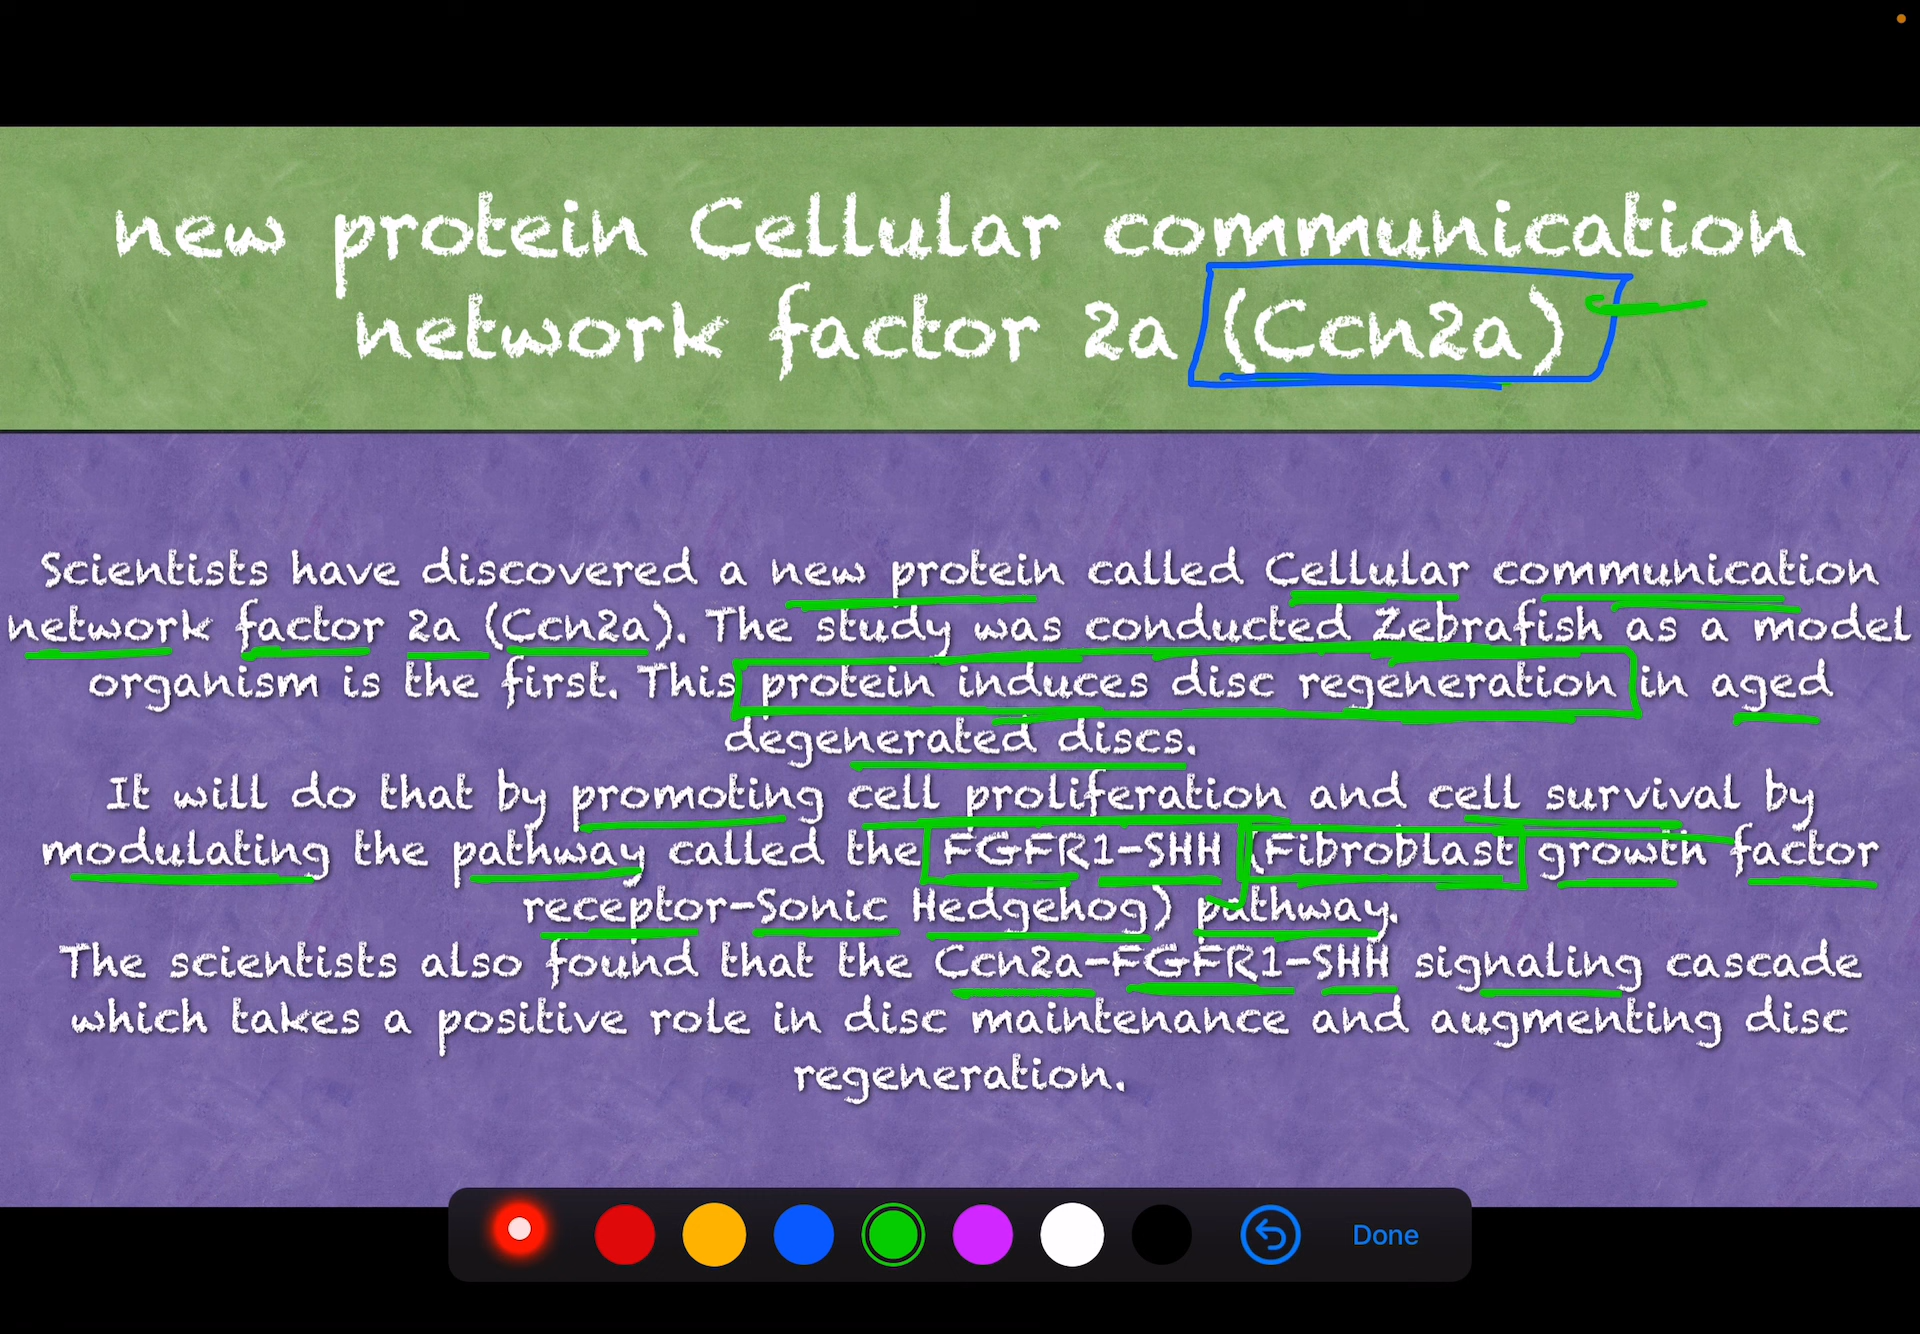 new protein Cellular communication
network factor 2a (Ccn2a)
Scientists have discovered a new protein called Cellular communication
network factor 2a (Ccn2a). The study was conducted Zebrafish as a model
organism is the first. This protein induces disc regeneration in aged
degenerated discs.
It will do that by promoting cell proliferation and cell survival by
modulating the pathway called the FGFR1-SHH (Fibroblast growth factor
receptor-Sonic Hedgehog) pathway.
The scientists also found that the Ccn2a-FGFR1-SHH signaling cascade
which takes a positive role in disc maintenance and augmenting disc
regeneration.
Done